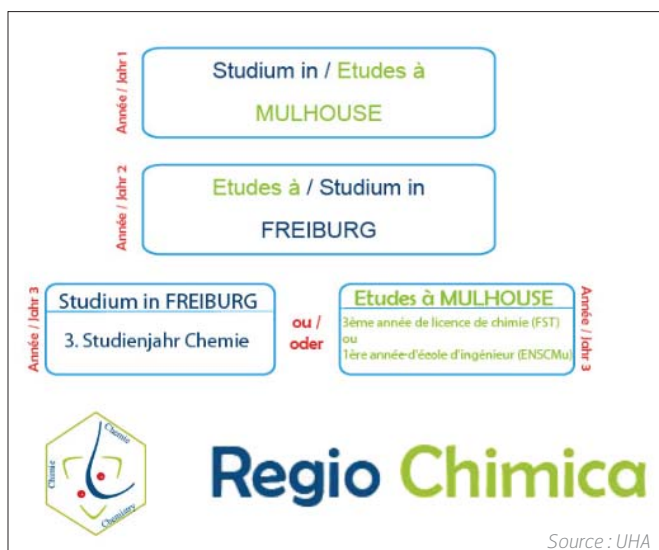 Année / Jahr 1
Studium in / Etudes à
MULHOUSE
Année / Jahr 2
Etudes à / Studium in
FREIBURG
Année / Jahr 3
Studium in FREIBURG
3. Studienjahr Chemie
ou /
oder
Etudes à MULHOUSE
3ème année de licence de chimie (FST)
ou
1ère année d'école d'ingénieur (ENSCMu)
Année / Jahr 3
Chemie
Chimie
Chemistry
Regio Chimica
Source : UHA